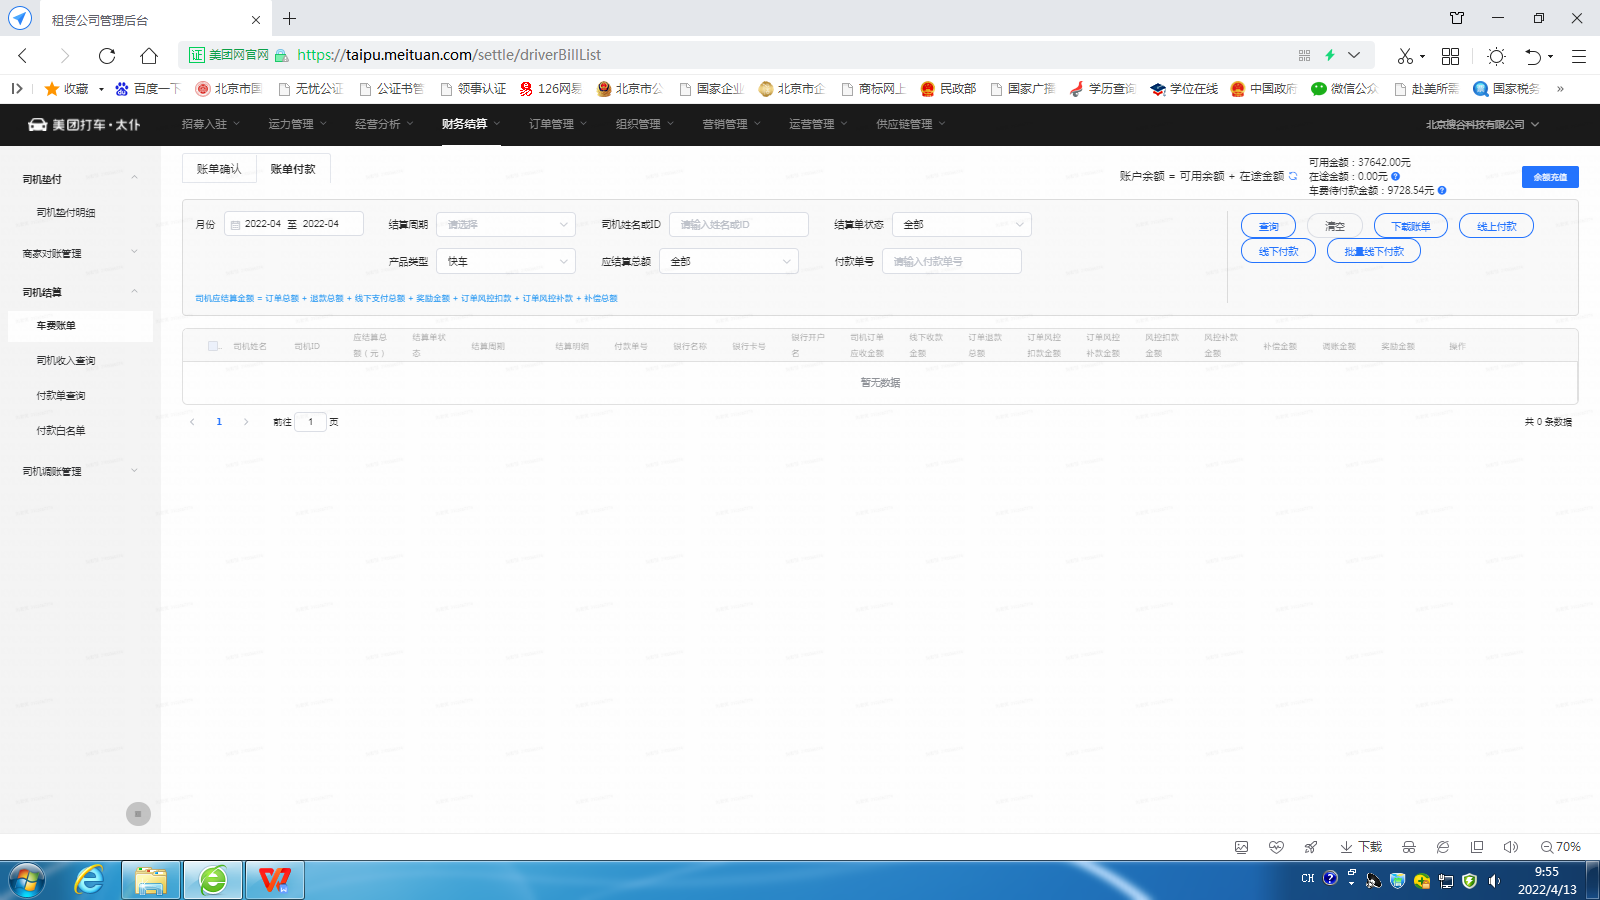 租赁公司管理后台
证 美团网官网 https://taipu.meituan.com/settle/driverBillList
收藏 百度一下 北京市国 无忧公证 公证书管 领事认证 126网易 北京市公 国家企业 北京市企 商标网上 民政部 国家广播 学历查询 学位在线 中国政府 微信公众 赴美所需 国家税务 »
美团打车·太仆 招募入驻 运力管理 经营分析 财务结算 订单管理 组织管理 营销管理 运营管理 供应链管理 北京搜谷科技有限公司
司机垫付
司机垫付明细
商家对账管理
司机结算
车费账单
司机收入查询
付款单查询
付款白名单
司机调账管理
账单确认 账单付款
账户余额 = 可用余额 + 在途金额
可用金额：37642.00元
在途金额：0.00元
车费待付款金额：9728.54元
余额充值
月份 2022-04 至 2022-04 结算周期 请选择 司机姓名或ID 请输入姓名或ID 结算单状态 全部
产品类型 快车 应结算总额 全部 付款单号 请输入付款单号
查询 清空 下载账单 线上付款
线下付款 批量线下付款
司机应结算金额 = 订单总额 + 退款总额 + 线下支付总额 + 奖励金额 + 订单风控扣款 + 订单风控补款 + 补偿总额
司机姓名 司机ID 应结算总额（元） 结算单状态 结算周期 结算明细 付款单号 银行名称 银行卡号 银行开户名 司机订单应收金额 线下收款金额 订单退款总额 订单风控扣款金额 订单风控补款金额 风控扣款金额 风控补款金额 补偿金额 调账金额 奖励金额 操作
暂无数据
1 前往 1 页 共 0 条数据
下载 70%
CH 9:55
2022/4/13